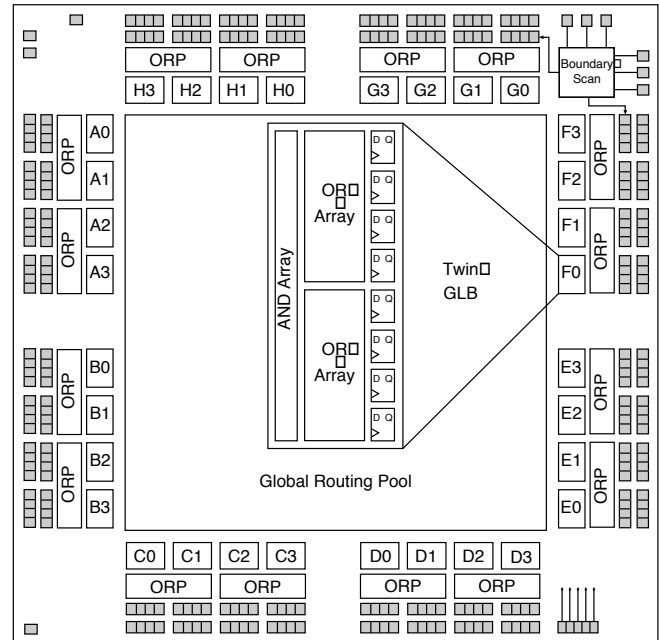 ORP ORP ORP ORP
H3 H2 H1 H0 G3 G2 G1 G0
Boundary
Scan
A0
A1
ORP
A2
A3
ORP
B0
B1
ORP
B2
B3
ORP
AND Array
OR
Array
OR
Array
D Q
D Q
D Q
D Q
D Q
D Q
D Q
D Q
Twin
GLB
Global Routing Pool
F3
F2
ORP
F1
F0
ORP
E3
E2
ORP
E1
E0
ORP
C0 C1 C2 C3 D0 D1 D2 D3
ORP ORP ORP ORP